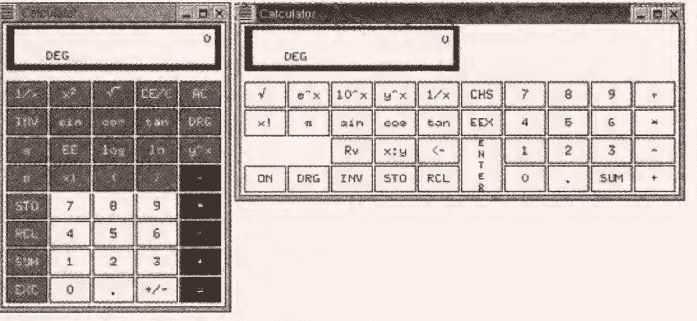 Calculator
0
DEG
1/x x² √ CE/C AC
INV sin cos tan DRG
e EE log ln y^x
π x! ( ) ÷
STO 7 8 9 *
RCL 4 5 6 -
SUM 1 2 3 +
EXC 0 . +/- =
Calculator
0
DEG
√ e^x 10^x y^x 1/x CHS 7 8 9 ÷
x! π sin cos tan EEX 4 5 6 *
Rv x:y <- ENTER 1 2 3 -
ON DRG INV STO RCL 0 . SUM +